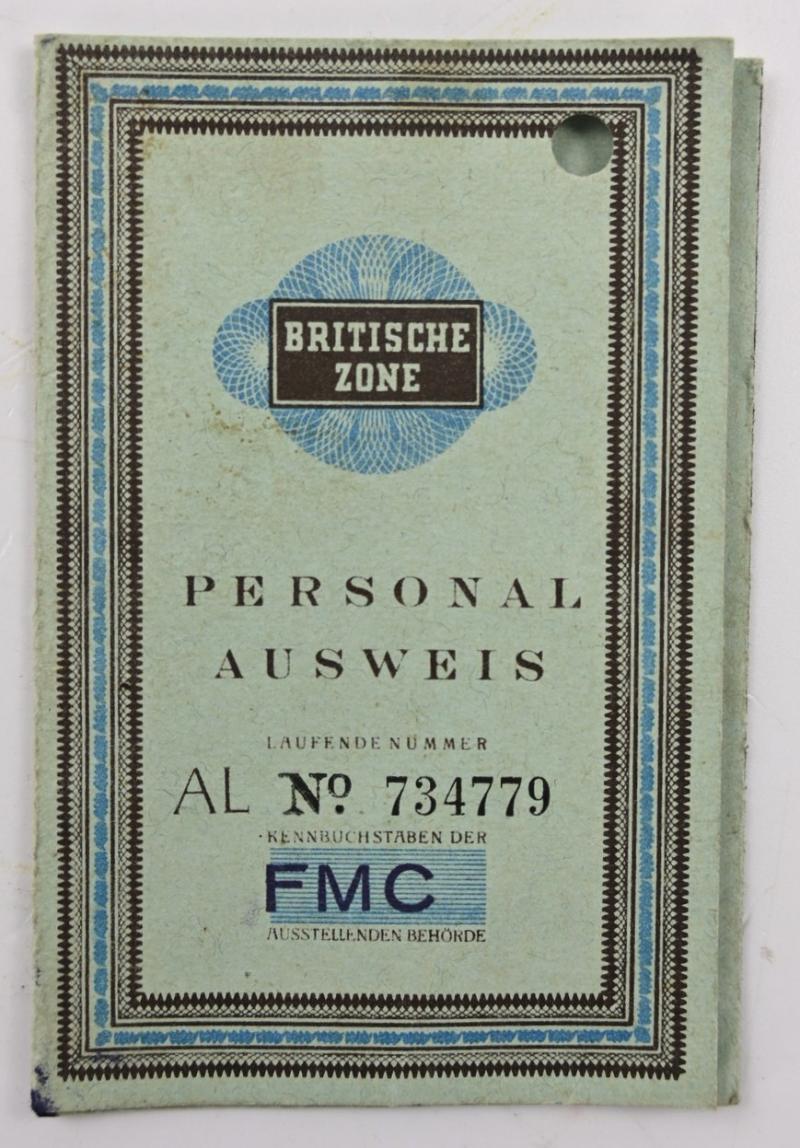 BRITISCHE
ZONE
PERSONAL
AUSWEIS
LAUFENDE NUMMER
AL Nº 734779
KENNBUCHSTABEN DER
FMC
AUSSTELLENDEN BEHÖRDE